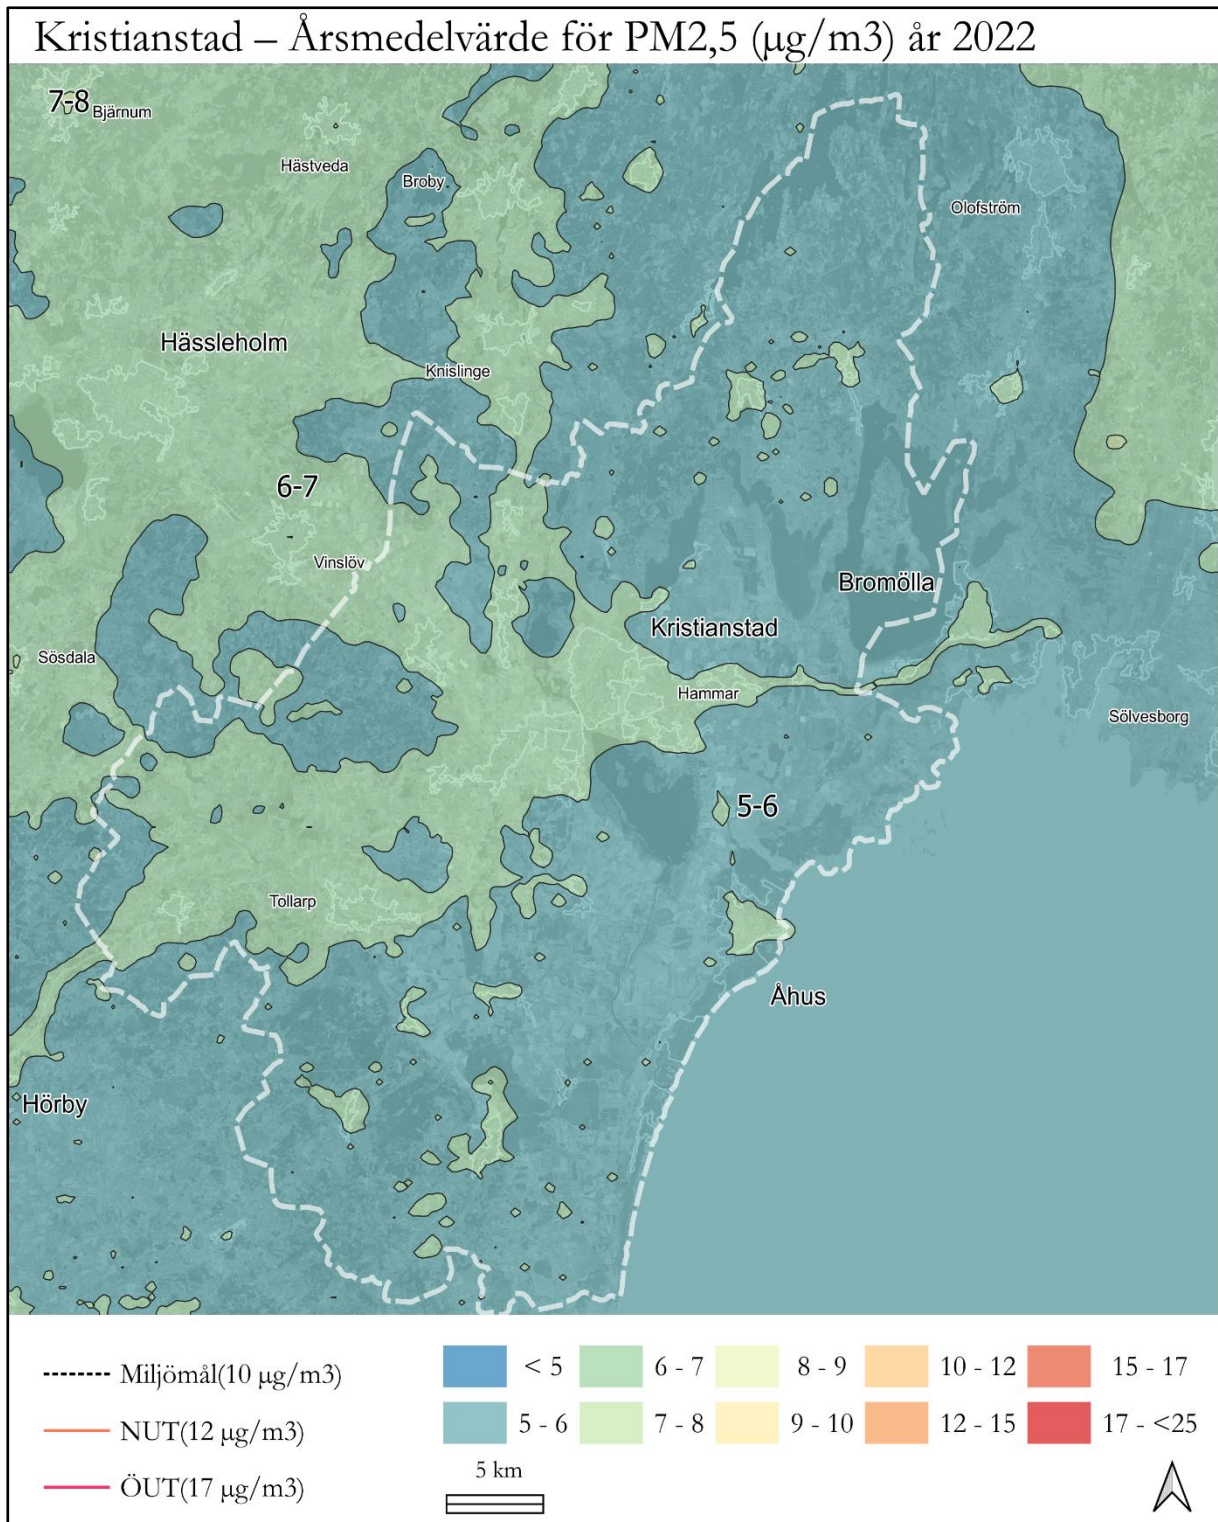 Kristianstad – Årsmedelvärde för PM2,5 (µg/m3) år 2022
7-8
Bjärnum
Hästveda
Broby
Olofström
Hässleholm
Knislinge
6-7
Vinslöv
Bromölla
Kristianstad
Sösdala
Hammar
Sölvesborg
5-6
Tollarp
Åhus
Hörby
Miljömål(10 µg/m3)
NUT(12 µg/m3)
ÖUT(17 µg/m3)
< 5
6 - 7
8 - 9
10 - 12
15 - 17
5 - 6
7 - 8
9 - 10
12 - 15
17 - <25
5 km